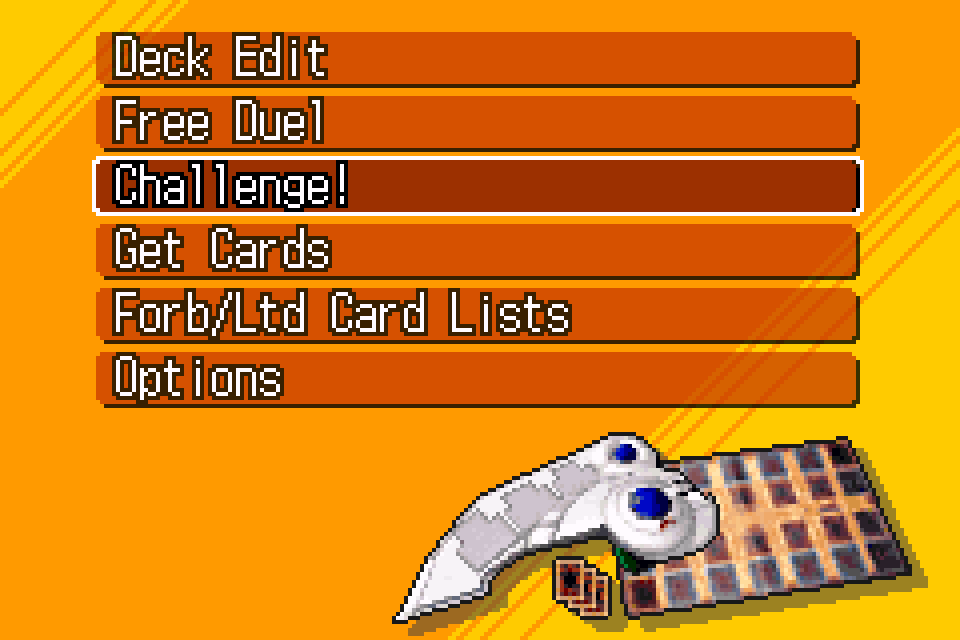 Deck Edit
Free Duel
Challenge!
Get Cards
Forb/Ltd Card Lists
Options